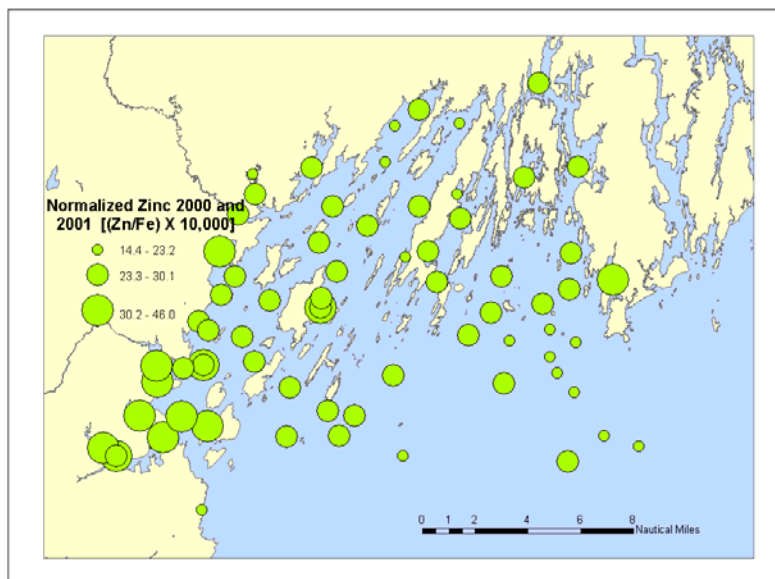 Normalized Zinc 2000 and
2001 [(Zn/Fe) X 10,000]
14.4 - 23.2
23.3 - 30.1
30.2 - 46.0
0 1 2 4 6 8
Nautical Miles